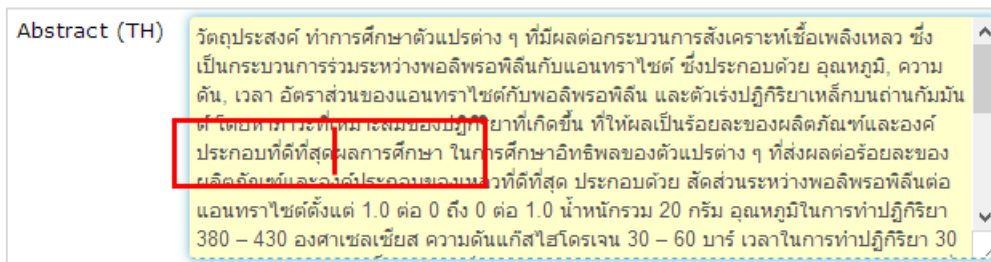 Abstract (TH)
วัตถุประสงค์ ทำการศึกษาตัวแปรต่าง ๆ ที่มีผลต่อกระบวนการสังเคราะห์เชื้อเพลิงเหลว ซึ่ง
เป็นกระบวนการร่วมระหว่างพอลิพรอพิลีนกับแอนทราไซต์ ซึ่งประกอบด้วย อุณหภูมิ, ความ
ดัน, เวลา อัตราส่วนของแอนทราไซต์กับพอลิพรอพิลีน และตัวเร่งปฏิกิริยาเหล็กบนถ่านกัมมัน
ต์ โดยหาภาวะที่เหมาะสมของปฏิกิริยาที่เกิดขึ้น ที่ให้ผลเป็นร้อยละของผลิตภัณฑ์และองค์
ประกอบที่ดีที่สุดผลการศึกษา ในการศึกษาอิทธิพลของตัวแปรต่าง ๆ ที่ส่งผลต่อร้อยละของ
ผลิตภัณฑ์และองค์ประกอบของเหลวที่ดีที่สุด ประกอบด้วย สัดส่วนระหว่างพอลิพรอพิลีนต่อ
แอนทราไซต์ตั้งแต่ 1.0 ต่อ 0 ถึง 0 ต่อ 1.0 น้ำหนักรวม 20 กรัม อุณหภูมิในการทำปฏิกิริยา
380 – 430 องศาเซลเซียส ความดันแก๊สไฮโดรเจน 30 – 60 บาร์ เวลาในการทำปฏิกิริยา 30